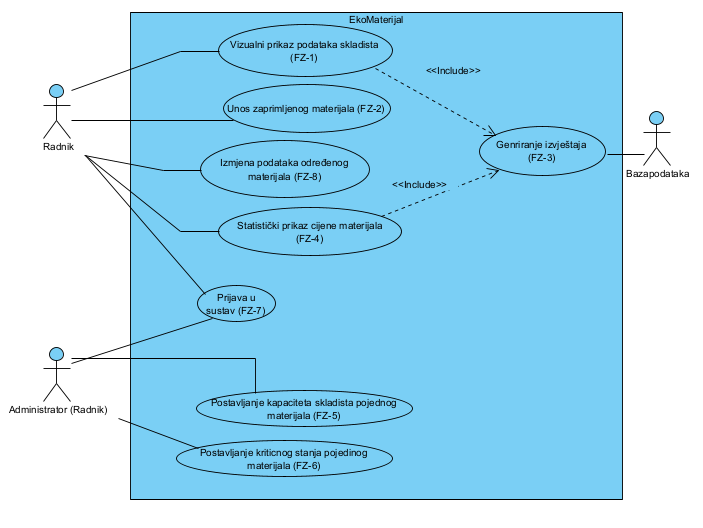 EkoMaterijal
Vizualni prikaz podataka skladista
(FZ-1)
<<Include>>
Unos zaprimljenog materijala (FZ-2)
Radnik
Genriranje izvještaja
(FZ-3)
Bazapodataka
Izmjena podataka određenog
materijala (FZ-8)
<<Include>>
Statistički prikaz cijene materijala
(FZ-4)
Prijava u
sustav (FZ-7)
Administrator (Radnik)
Postavljanje kapaciteta skladista pojednog
materijala (FZ-5)
Postavljanje kriticnog stanja pojedinog
materijala (FZ-6)